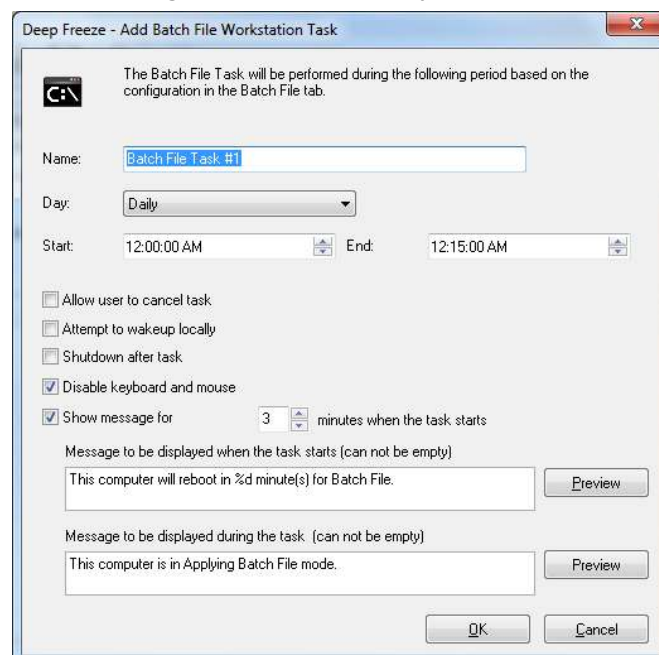 Deep Freeze - Add Batch File Workstation Task
The Batch File Task will be performed during the following period based on the
configuration in the Batch File tab.
C:\
Name: Batch File Task #1
Day: Daily
Start: 12:00:00 AM End: 12:15:00 AM
Allow user to cancel task
Attempt to wakeup locally
Shutdown after task
Disable keyboard and mouse
Show message for 3 minutes when the task starts
Message to be displayed when the task starts (can not be empty)
This computer will reboot in %d minute(s) for Batch File.
Preview
Message to be displayed during the task (can not be empty)
This computer is in Applying Batch File mode.
Preview
OK Cancel